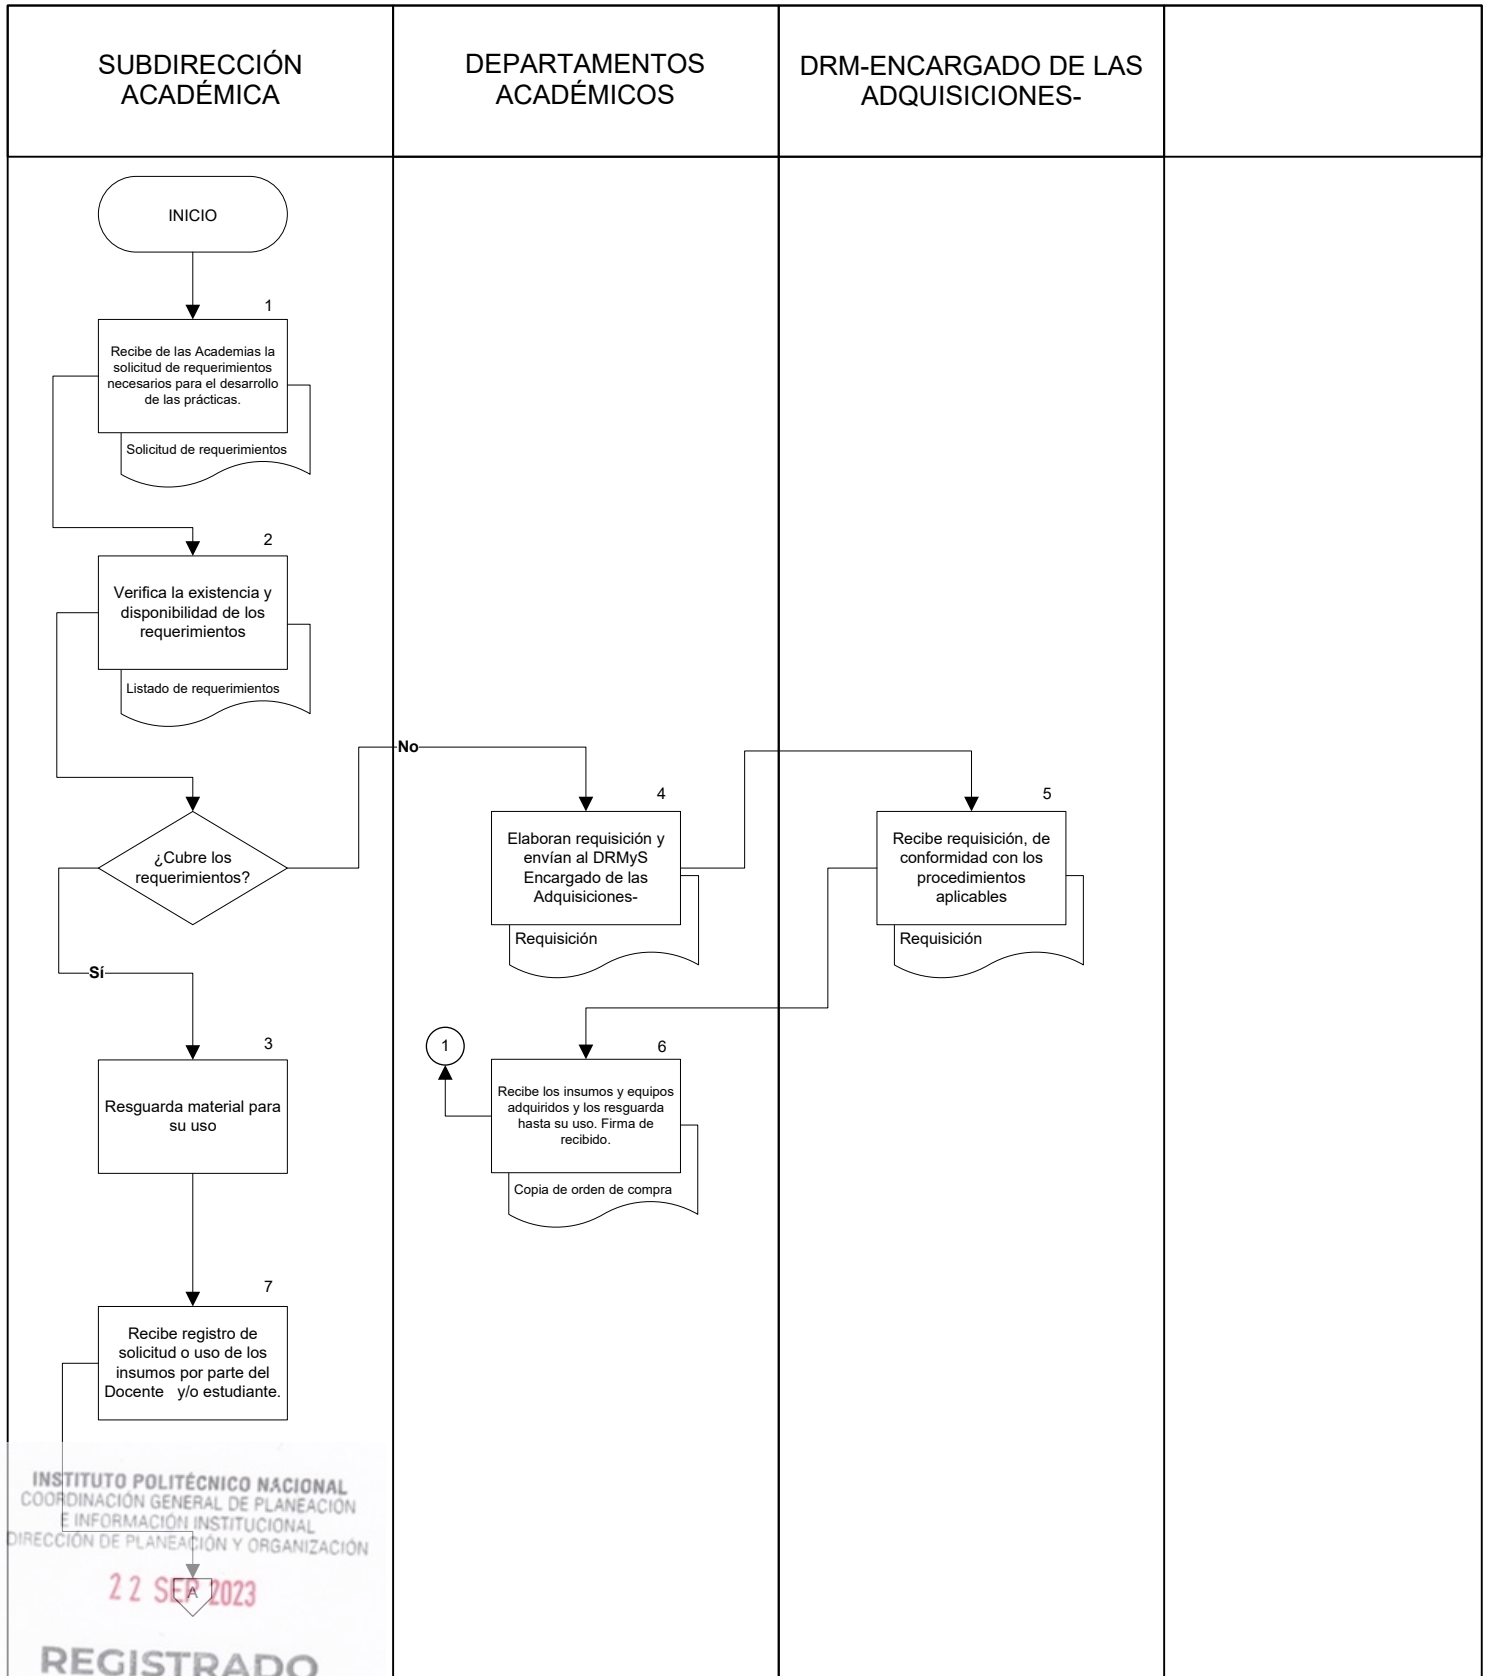 SUBDIRECCIÓN
ACADÉMICA
DEPARTAMENTOS
ACADÉMICOS
DRM-ENCARGADO DE LAS
ADQUISICIONES-
INICIO
1
Recibe de las Academias la
solicitud de requerimientos
necesarios para el desarrollo
de las prácticas.
Solicitud de requerimientos
2
Verifica la existencia y
disponibilidad de los
requerimientos
Listado de requerimientos
No
¿Cubre los
requerimientos?
Sí
4
Elaboran requisición y
envían al DRMyS
Encargado de las
Adquisiciones-
Requisición
5
Recibe requisición, de
conformidad con los
procedimientos
aplicables
Requisición
3
Resguarda material para
su uso
1
6
Recibe los insumos y equipos
adquiridos y los resguarda
hasta su uso. Firma de
recibido.
Copia de orden de compra
7
Recibe registro de
solicitud o uso de los
insumos por parte del
Docente y/o estudiante.
INSTITUTO POLITÉCNICO NACIONAL
COORDINACIÓN GENERAL DE PLANEACIÓN
E INFORMACIÓN INSTITUCIONAL
DIRECCIÓN DE PLANEACIÓN Y ORGANIZACIÓN
22 SEP 2023
A
REGISTRADO